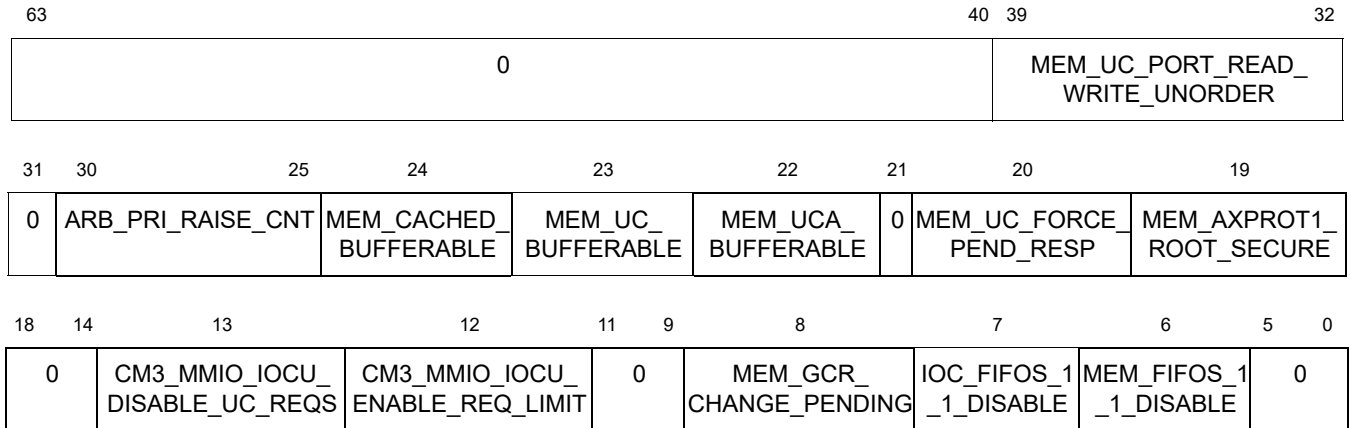 63 40 39 32
0 MEM_UC_PORT_READ_
WRITE_UNORDER
31 30 25 24 23 22 21 20 19
0 ARB_PRI_RAISE_CNT MEM_CACHED_ MEM_UC_ MEM_UCA_ 0 MEM_UC_FORCE_ MEM_AXPROT1_
BUFFERABLE BUFFERABLE BUFFERABLE PEND_RESP ROOT_SECURE
18 14 13 12 11 9 8 7 6 5 0
0 CM3_MMIO_IOCU_ CM3_MMIO_IOCU_ 0 MEM_GCR_ IOC_FIFOS_1 MEM_FIFOS_1 0
DISABLE_UC_REQS ENABLE_REQ_LIMIT CHANGE_PENDING _1_DISABLE _1_DISABLE